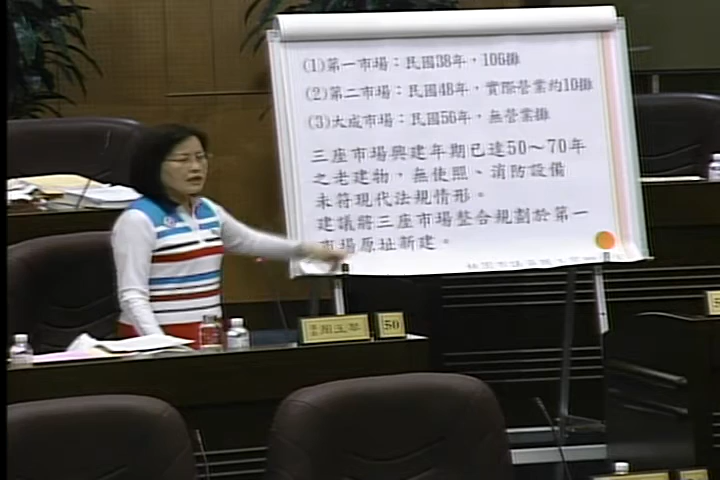 (1)第一市場：民國38年，106攤
(2)第二市場：民國48年，實際營業約10攤
(3)大成市場：民國56年，無營業攤
三座市場興建年期已達50～70年
之老建物，無使照、消防設備
未符現代法規情形。
建議將三座市場整合規劃於第一
市場原址新建。
50